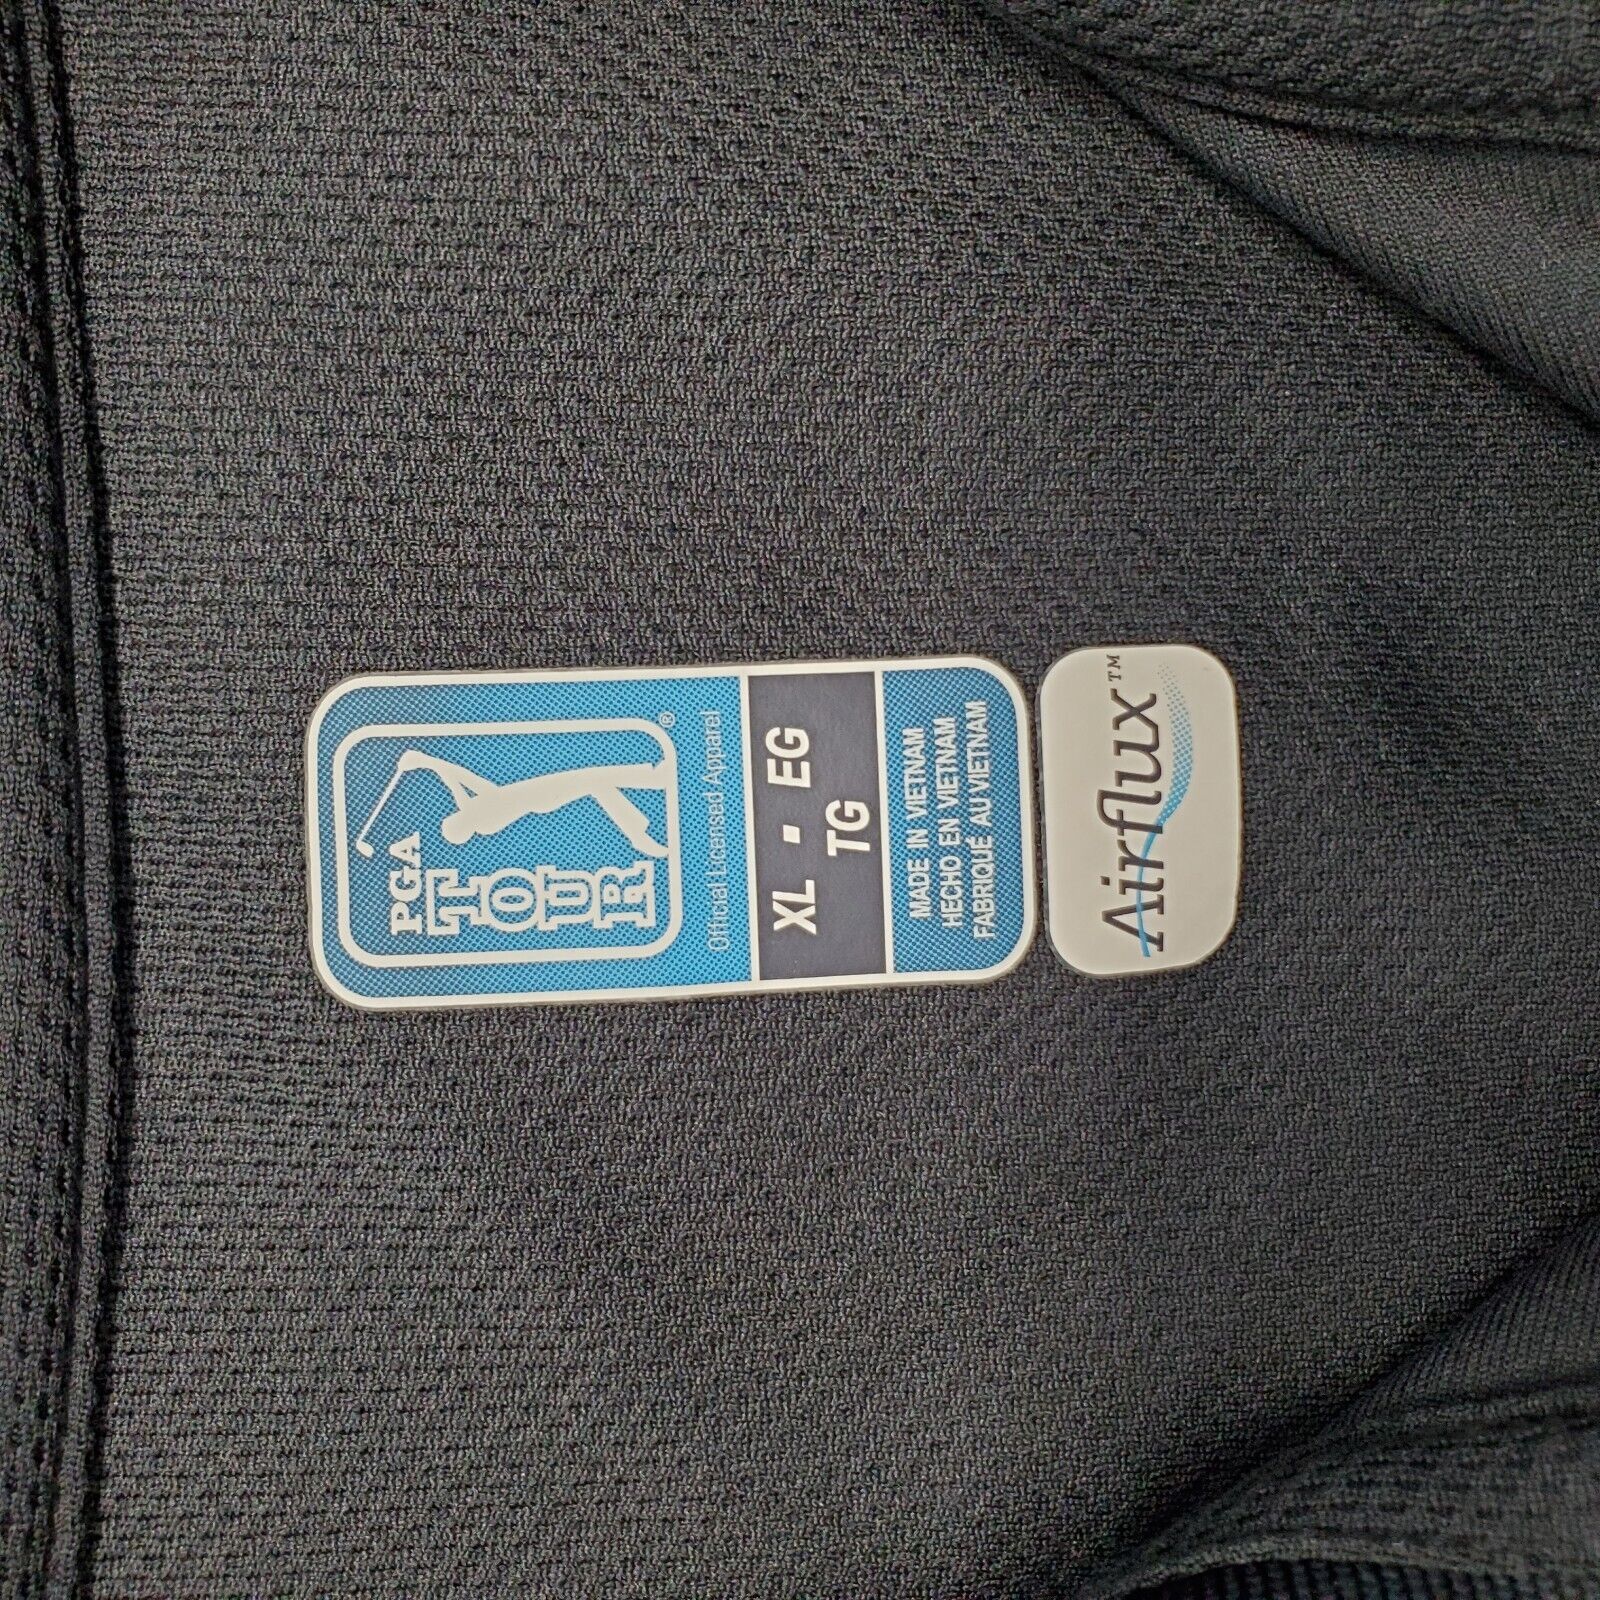 PGA
TOUR®
Official Licensed Apparel
XL ▪ EG
TG
MADE IN VIETNAM
HECHO EN VIETNAM
FABRIQUÉ AU VIETNAM
Airflux™